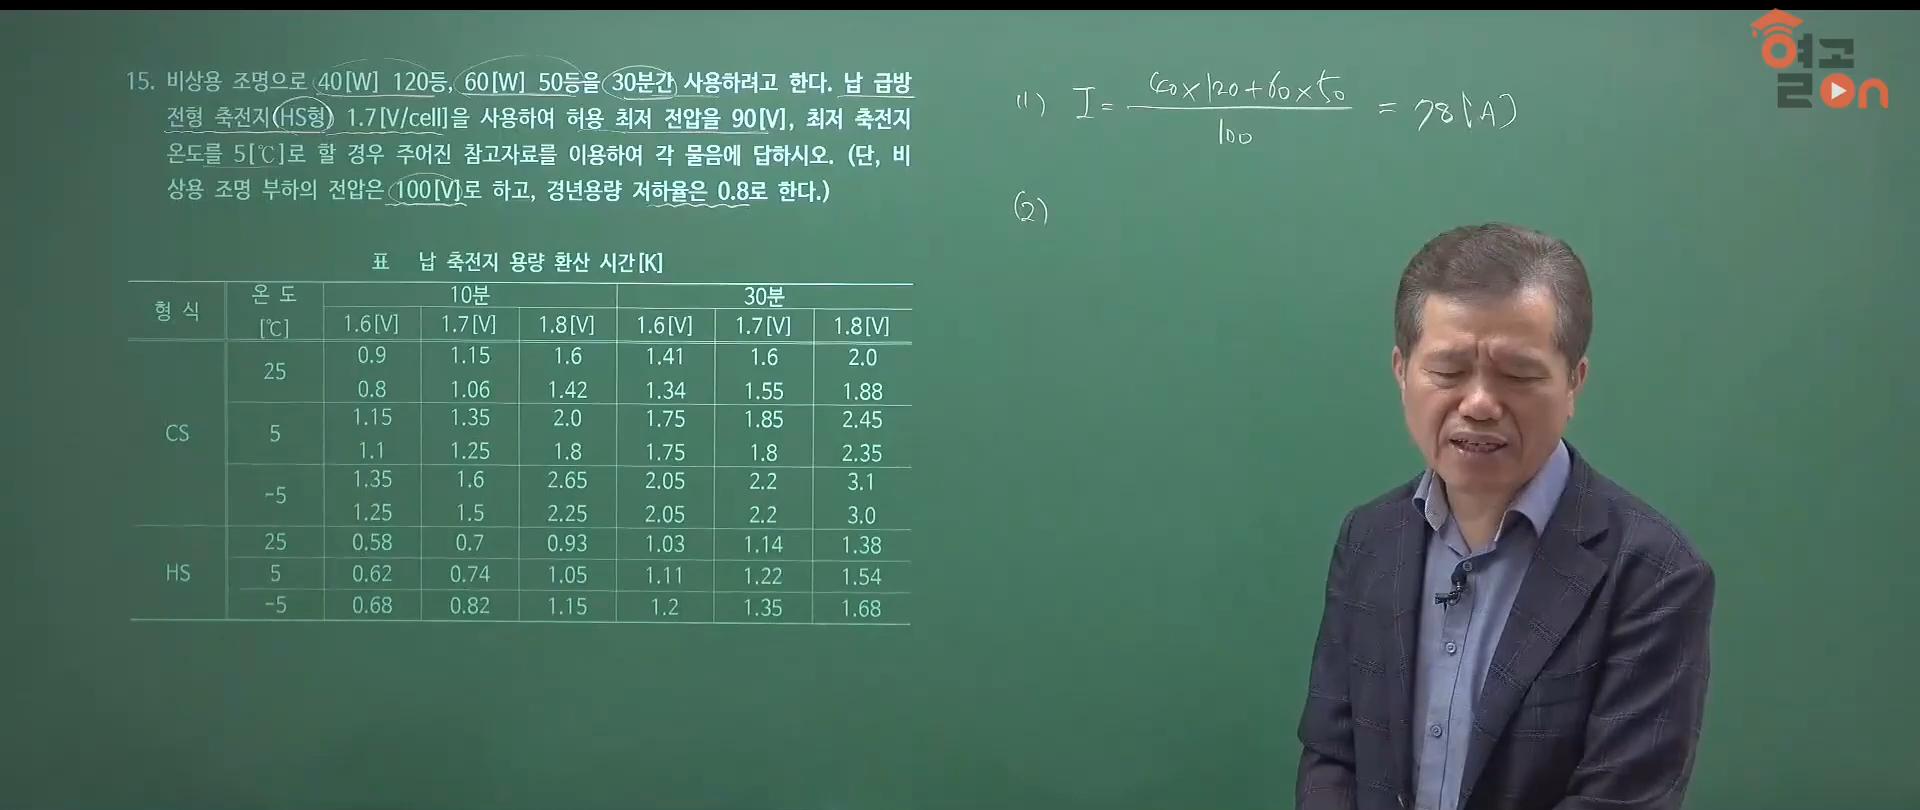 열공
ON
15. 비상용 조명으로 40[W] 120등, 60[W] 50등을 30분간 사용하려고 한다. 납 급방
전형 축전지(HS형) 1.7[V/cell]을 사용하여 허용 최저 전압을 90[V], 최저 축전지
온도를 5[℃]로 할 경우 주어진 참고자료를 이용하여 각 물음에 답하시오. (단, 비
상용 조명 부하의 전압은 100[V]로 하고, 경년용량 저하율은 0.8로 한다.)
표 납 축전지 용량 환산 시간[K]
형 식 온 도 [℃] 10분 30분
1.6[V] 1.7[V] 1.8[V] 1.6[V] 1.7[V] 1.8[V]
CS 25 0.9 1.15 1.6 1.41 1.6 2.0
0.8 1.06 1.42 1.34 1.55 1.88
5 1.15 1.35 2.0 1.75 1.85 2.45
1.1 1.25 1.8 1.75 1.8 2.35
-5 1.35 1.6 2.65 2.05 2.2 3.1
1.25 1.5 2.25 2.05 2.2 3.0
HS 25 0.58 0.7 0.93 1.03 1.14 1.38
5 0.62 0.74 1.05 1.11 1.22 1.54
-5 0.68 0.82 1.15 1.2 1.35 1.68
(1) I = 40×120+60×50 / 100 = 78[A]
(2)